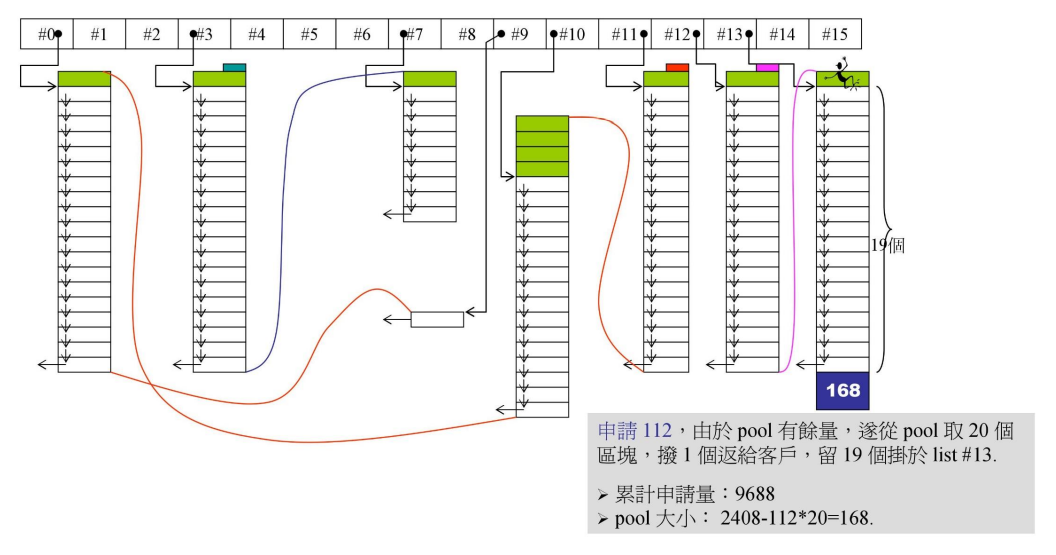 #0 #1 #2 #3 #4 #5 #6 #7 #8 #9 #10 #11 #12 #13 #14 #15
19個
168
申請 112，由於 pool 有餘量，遂從 pool 取 20 個
區塊，撥 1 個返給客戶，留 19 個掛於 list #13.
➢ 累計申請量：9688
➢ pool 大小： 2408-112*20=168.